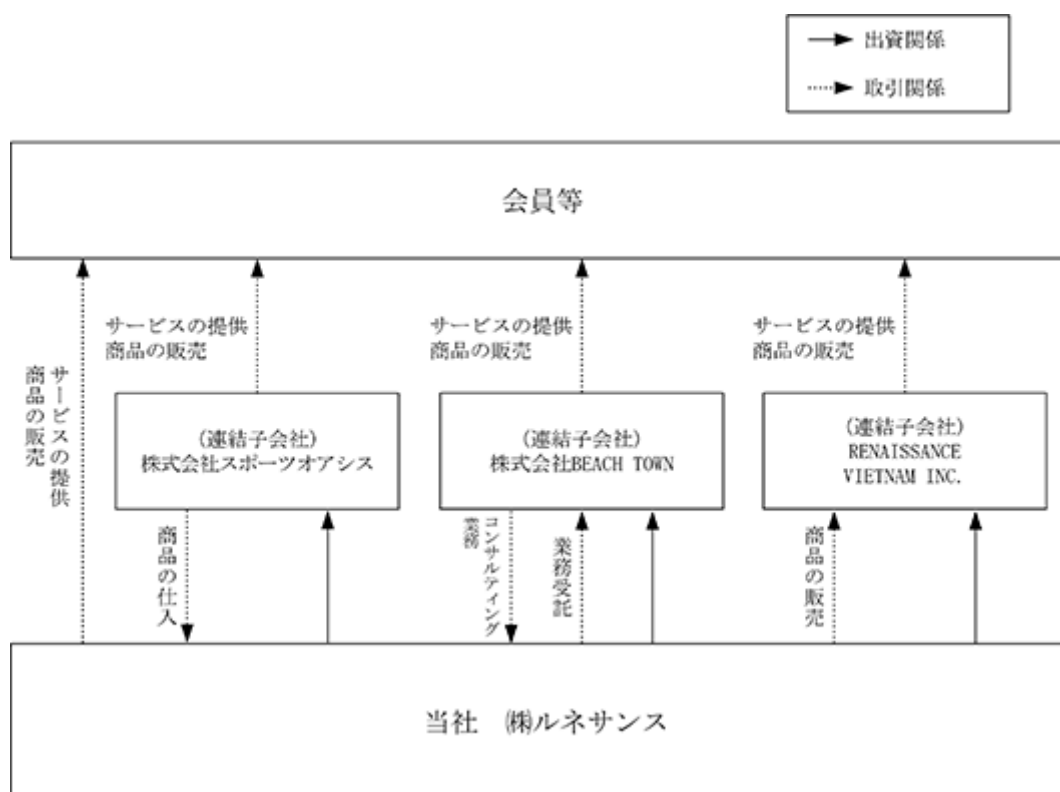 出資関係
取引関係
会員等
サービスの提供
商品の販売
サービスの提供
商品の販売
サービスの提供
商品の販売
サービスの提供
商品の販売
(連結子会社)
株式会社スポーツオアシス
(連結子会社)
株式会社BEACH TOWN
(連結子会社)
RENAISSANCE
VIETNAM INC.
商品の仕入
コンサルティング
業務
業務受託
商品の販売
当社 ㈱ルネサンス